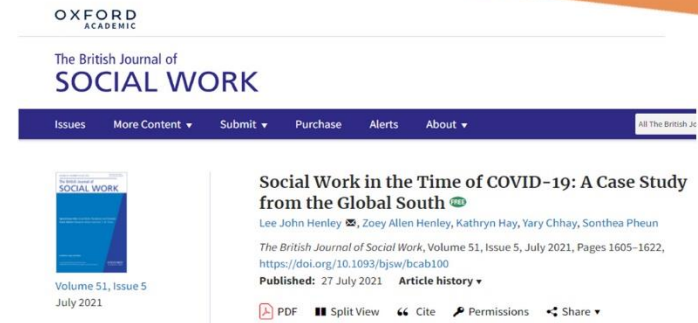 OXFORD
ACADEMIC
The British Journal of
SOCIAL WORK
Issues More Content Submit Purchase Alerts About All The British Jo
SOCIAL WORK
Social Work in the Time of COVID-19: A Case Study
from the Global South FREE
Lee John Henley, Zoey Allen Henley, Kathryn Hay, Yary Chhay, Sonthea Pheun
The British Journal of Social Work, Volume 51, Issue 5, July 2021, Pages 1605–1622,
https://doi.org/10.1093/bjsw/bcab100
Published: 27 July 2021 Article history
Volume 51, Issue 5
July 2021
PDF Split View Cite Permissions Share